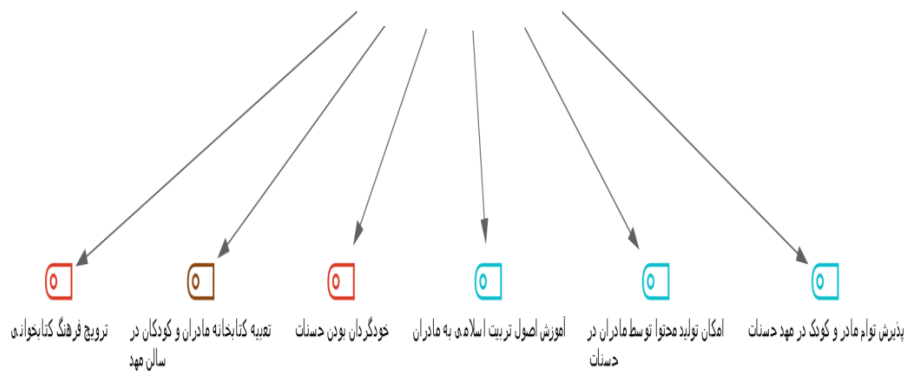 پذیرش توام مادر و کودک در مهد حسنات
امکان تولید محتوا توسط مادران در
حسنات
آموزش اصول تربیت اسلامی به مادران
خودگردان بودن حسنات
تعبیه کتابخانه مادران و کودکان در
سالن مهد
ترویج فرهنگ کتابخوانی